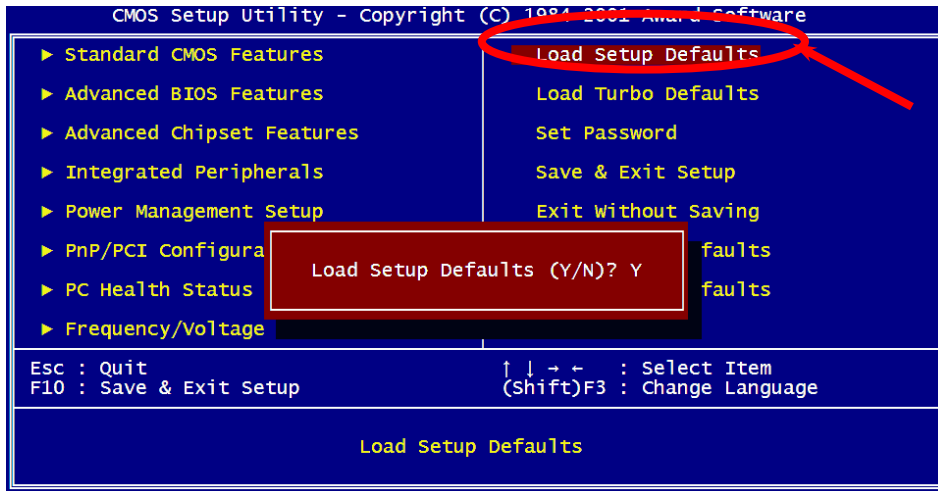 CMOS Setup Utility – Copyright (C) 1984-2001 Award Software
► Standard CMOS Features
► Advanced BIOS Features
► Advanced Chipset Features
► Integrated Peripherals
► Power Management Setup
► PnP/PCI Configura
► PC Health Status
► Frequency/Voltage
Load Setup Defaults
Load Turbo Defaults
Set Password
Save & Exit Setup
Exit Without Saving
faults
faults
Load Setup Defaults (Y/N)? Y
Esc : Quit
F10 : Save & Exit Setup
↑ ↓ → ← : Select Item
(Shift)F3 : Change Language
Load Setup Defaults